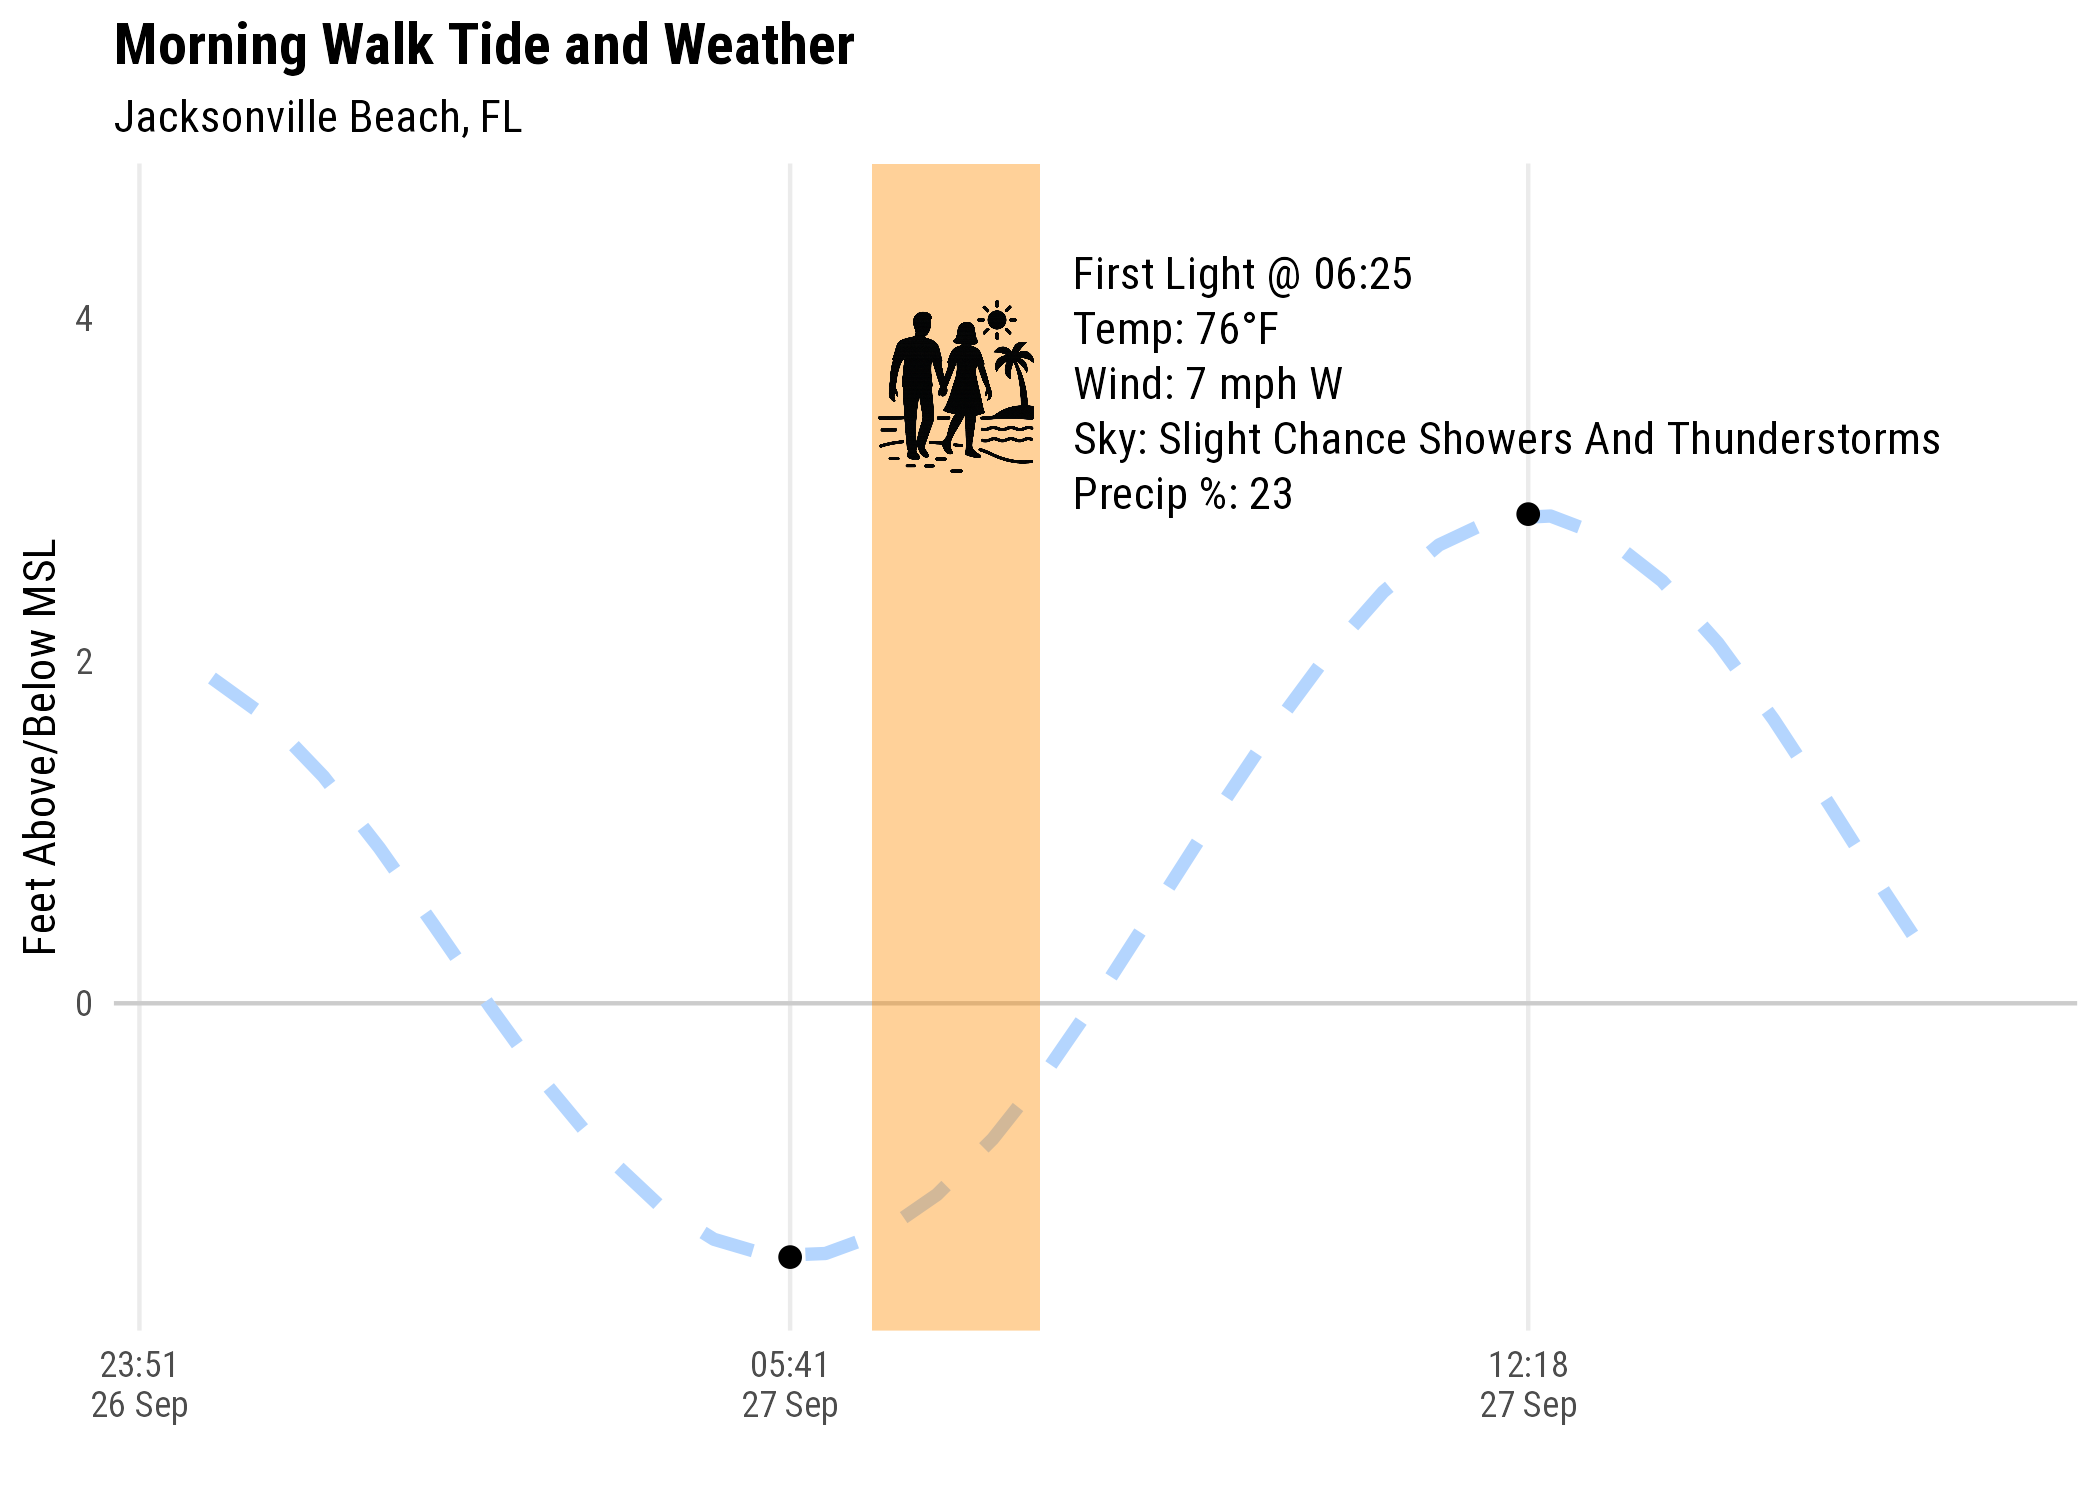 Morning Walk Tide and Weather
Jacksonville Beach, FL
First Light @ 06:25
Temp: 76°F
Wind: 7 mph W
Sky: Slight Chance Showers And Thunderstorms
Precip %: 23
Feet Above/Below MSL
4
2
0
23:51
26 Sep
05:41
27 Sep
12:18
27 Sep